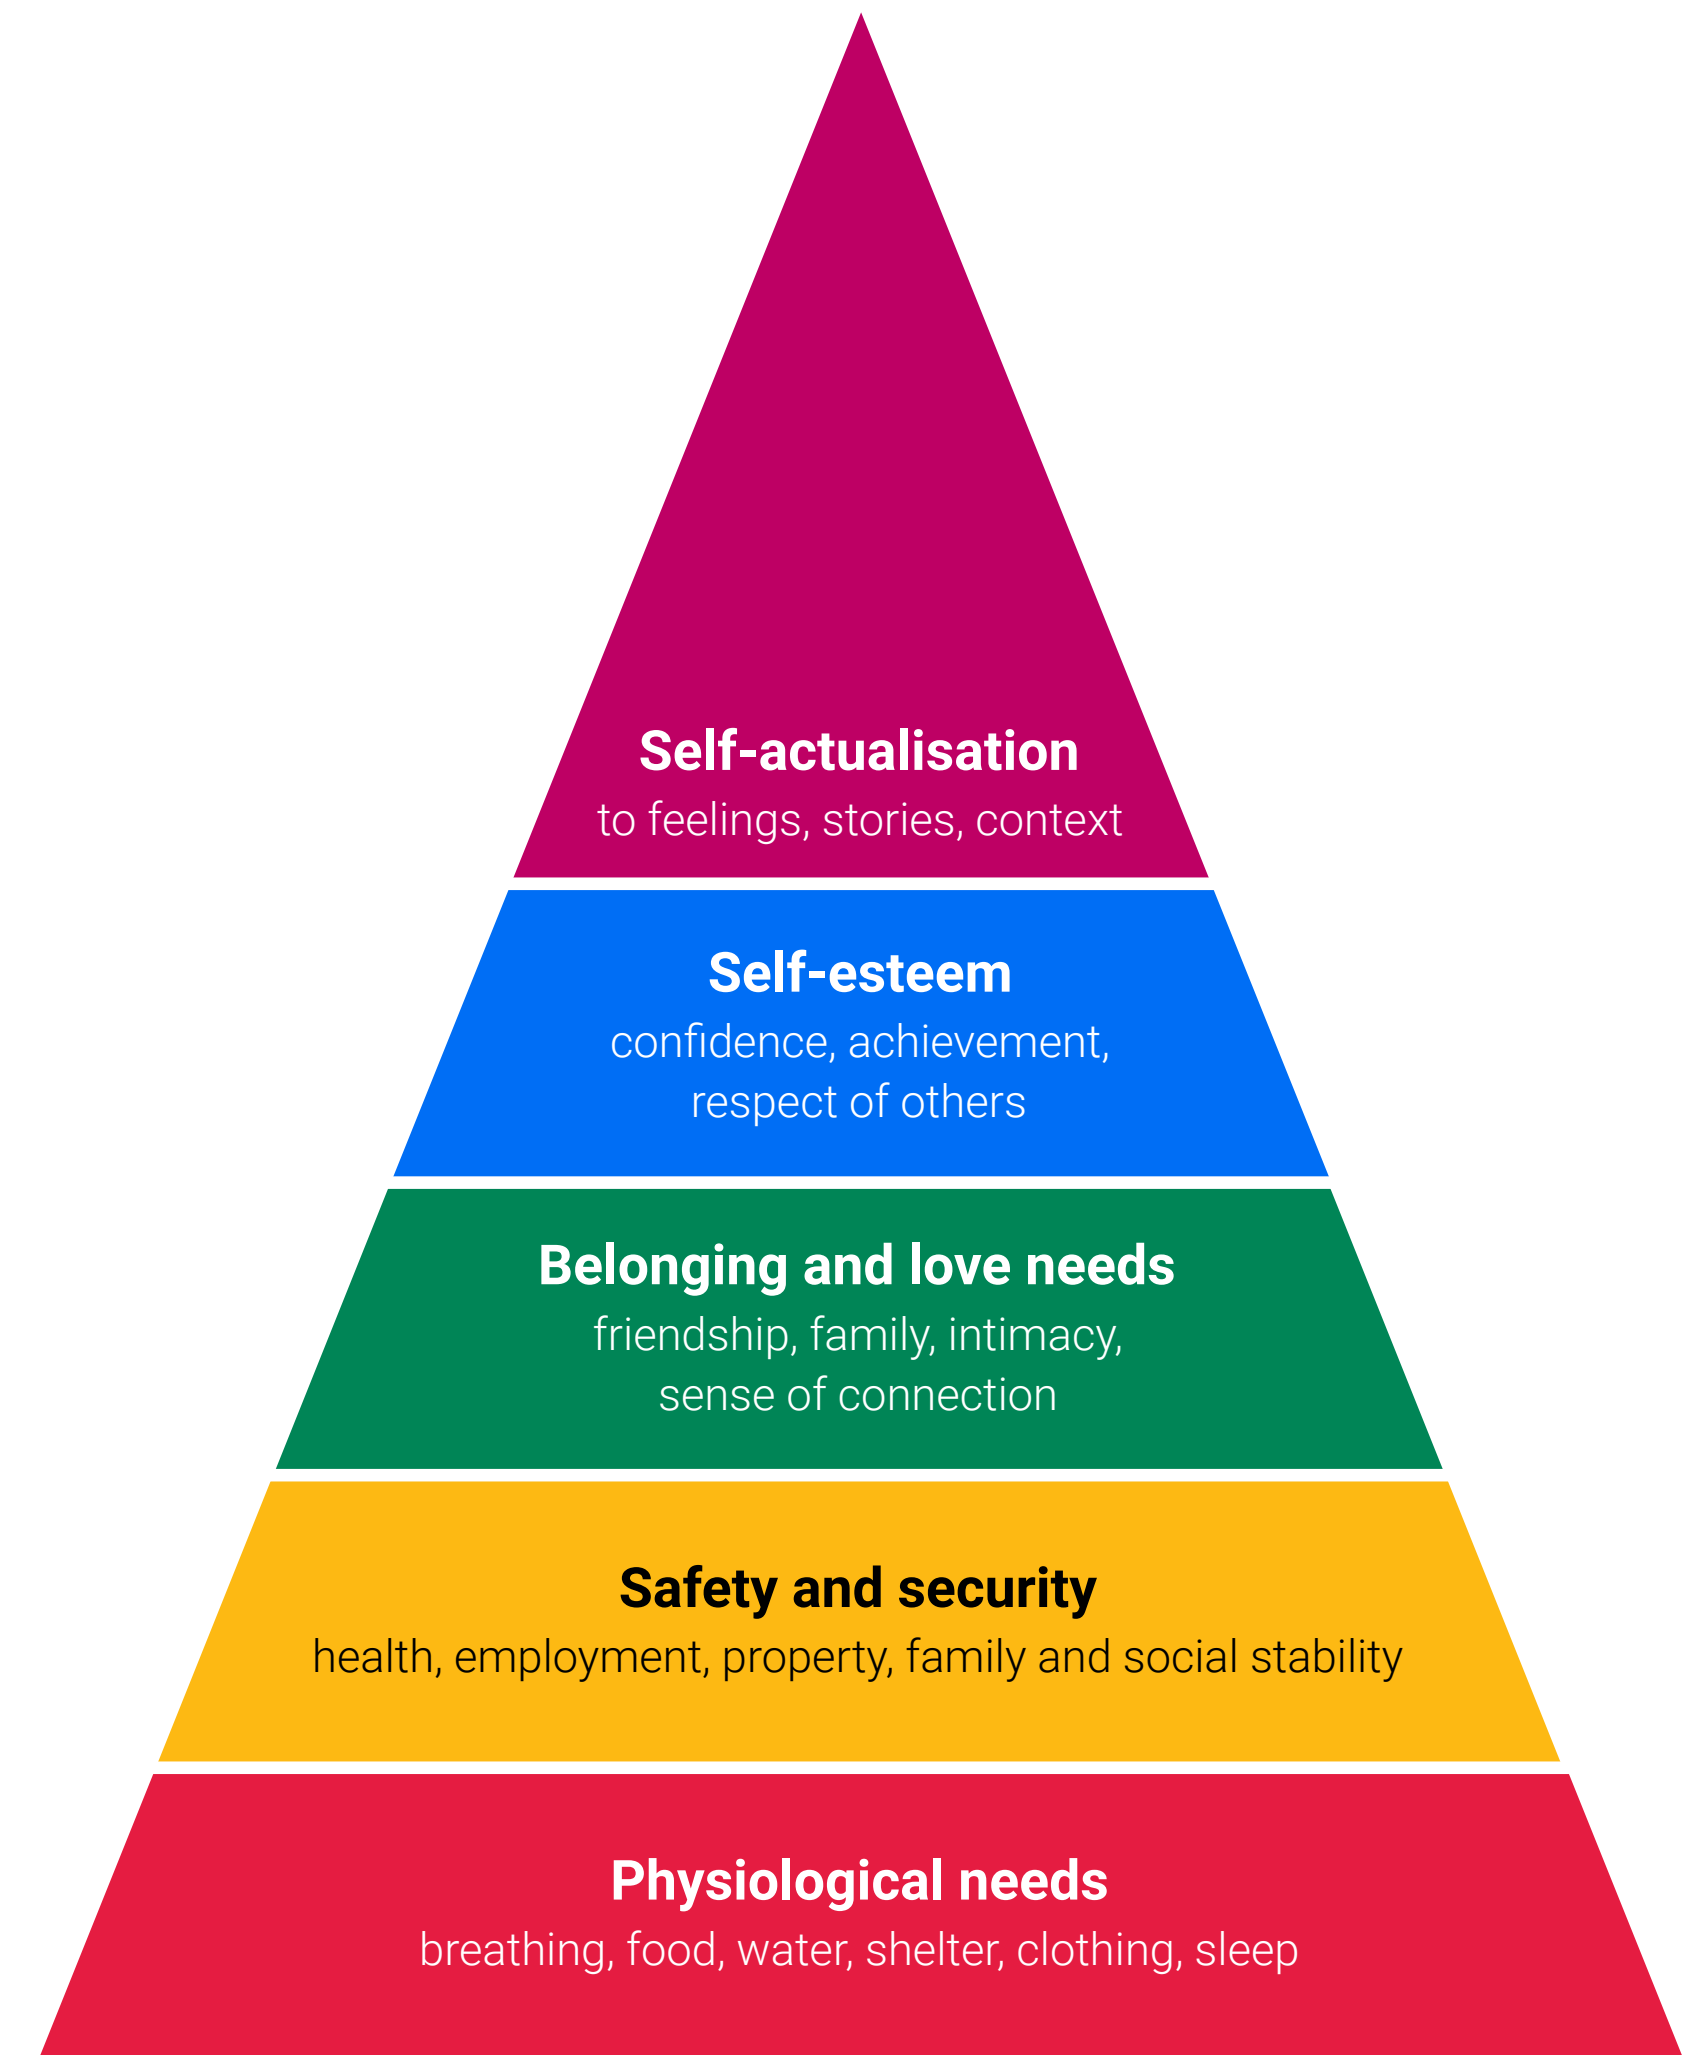 Self-actualisation
to feelings, stories, context
Self-esteem
confidence, achievement,
respect of others
Belonging and love needs
friendship, family, intimacy,
sense of connection
Safety and security
health, employment, property, family and social stability
Physiological needs
breathing, food, water, shelter, clothing, sleep